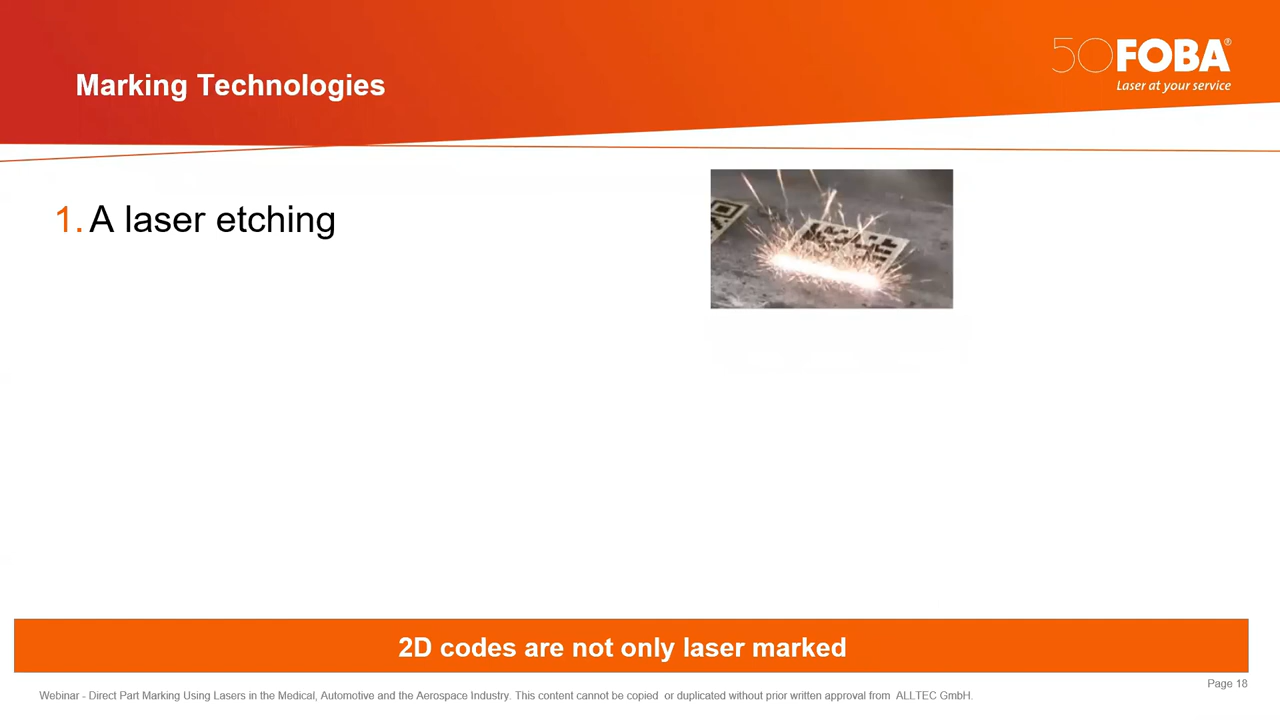 Marking Technologies
50 FOBA®
Laser at your service
1. A laser etching
2D codes are not only laser marked
Page 18
Webinar - Direct Part Marking Using Lasers in the Medical, Automotive and the Aerospace Industry. This content cannot be copied or duplicated without prior written approval from ALLTEC GmbH.